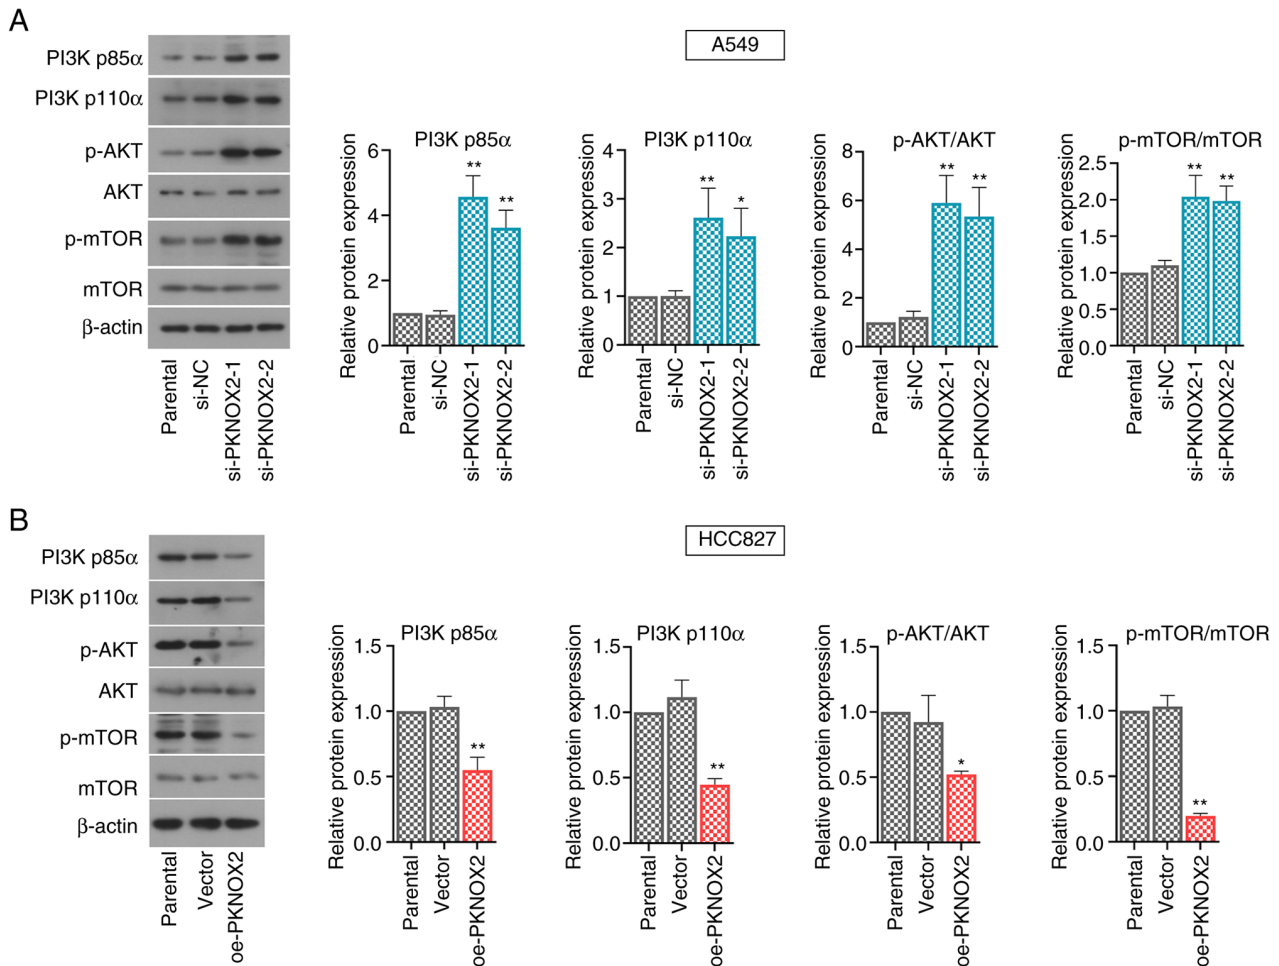 A
A549
PI3K p85α
PI3K p110α
p-AKT
AKT
p-mTOR
mTOR
β-actin
Parental
si-NC
si-PKNOX2-1
si-PKNOX2-2
PI3K p85α
Relative protein expression
6
4
2
0
**
**
Parental
si-NC
si-PKNOX2-1
si-PKNOX2-2
PI3K p110α
Relative protein expression
4
3
2
1
0
**
*
Parental
si-NC
si-PKNOX2-1
si-PKNOX2-2
p-AKT/AKT
Relative protein expression
8
6
4
2
0
**
**
Parental
si-NC
si-PKNOX2-1
si-PKNOX2-2
p-mTOR/mTOR
Relative protein expression
2.5
2.0
1.5
1.0
0.5
0.0
**
**
Parental
si-NC
si-PKNOX2-1
si-PKNOX2-2
B
HCC827
PI3K p85α
PI3K p110α
p-AKT
AKT
p-mTOR
mTOR
β-actin
Parental
Vector
oe-PKNOX2
PI3K p85α
Relative protein expression
1.5
1.0
0.5
0.0
**
Parental
Vector
oe-PKNOX2
PI3K p110α
Relative protein expression
1.5
1.0
0.5
0.0
**
Parental
Vector
oe-PKNOX2
p-AKT/AKT
Relative protein expression
1.5
1.0
0.5
0.0
*
Parental
Vector
oe-PKNOX2
p-mTOR/mTOR
Relative protein expression
1.5
1.0
0.5
0.0
**
Parental
Vector
oe-PKNOX2